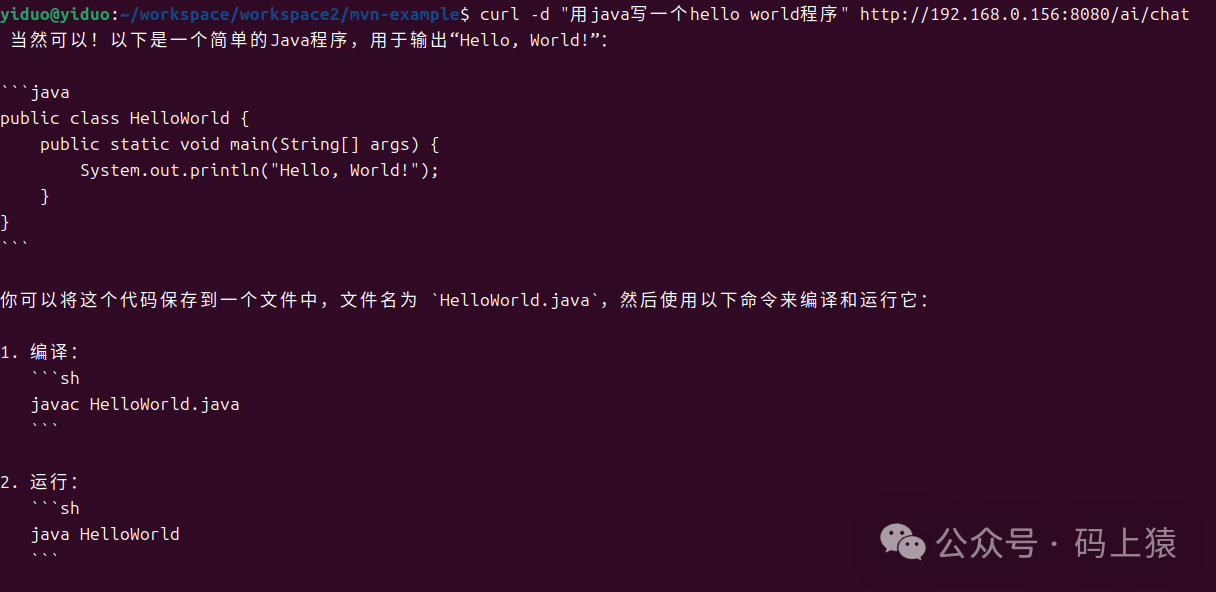 yiduo@yiduo:~/workspace/workspace2/mvn-example$ curl -d "用java写一个hello world程序" http://192.168.0.156:8080/ai/chat
当然可以！以下是一个简单的Java程序，用于输出“Hello, World!”：
```java
public class HelloWorld {
    public static void main(String[] args) {
        System.out.println("Hello, World!");
    }
}
```
你可以将这个代码保存到一个文件中，文件名为 `HelloWorld.java`，然后使用以下命令来编译和运行它：
1. 编译：
   ```sh
   javac HelloWorld.java
   ```
2. 运行：
   ```sh
   java HelloWorld
   ```
公众号 · 码上猿